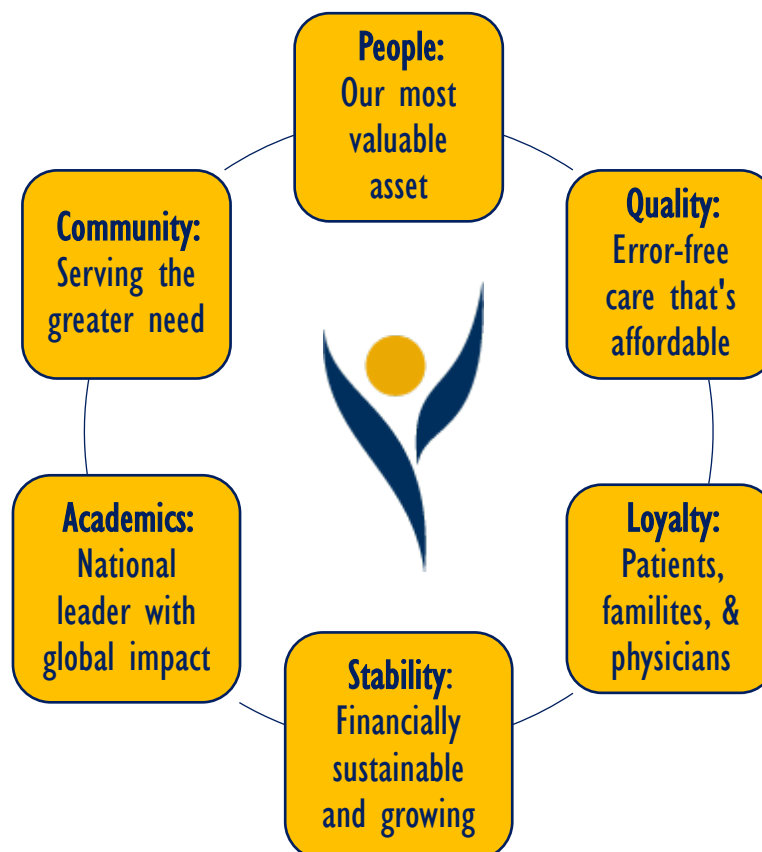 People:
Our most
valuable
asset
Quality:
Error-free
care that's
affordable
Loyalty:
Patients,
familites, &
physicians
Stability:
Financially
sustainable
and growing
Academics:
National
leader with
global impact
Community:
Serving the
greater need